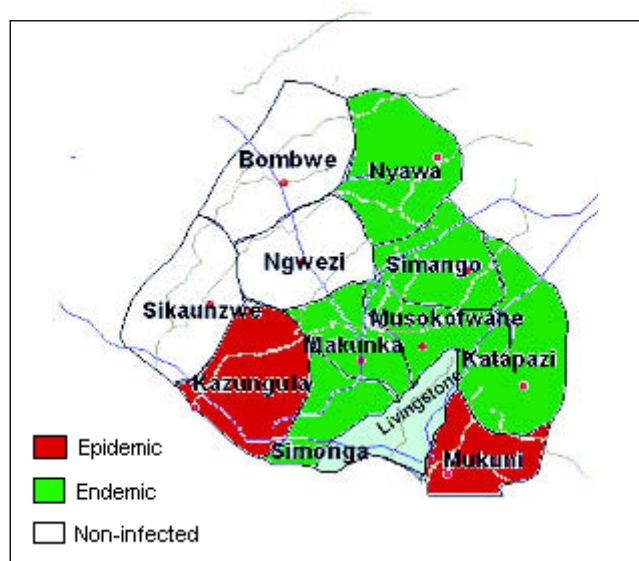 Bombwe
Nyawa
Ngwezi
Simango
Sikaunzwe
Musokotwane
Makunka
Katapazi
Kazungula
Livingstone
Simonga
Mukuni
Epidemic
Endemic
Non-infected